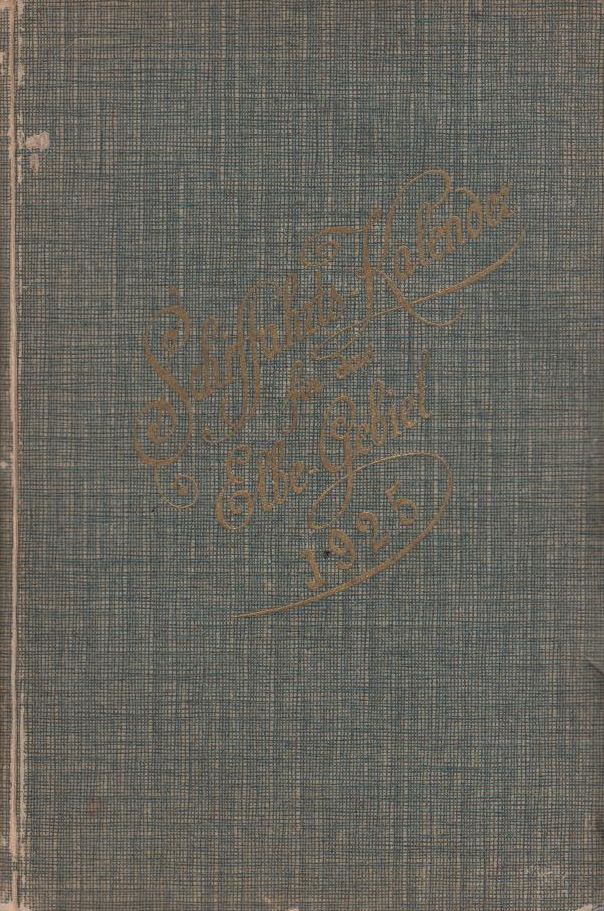 Schiffahrts-Kalender
für das
Elbe-Gebiet
1925